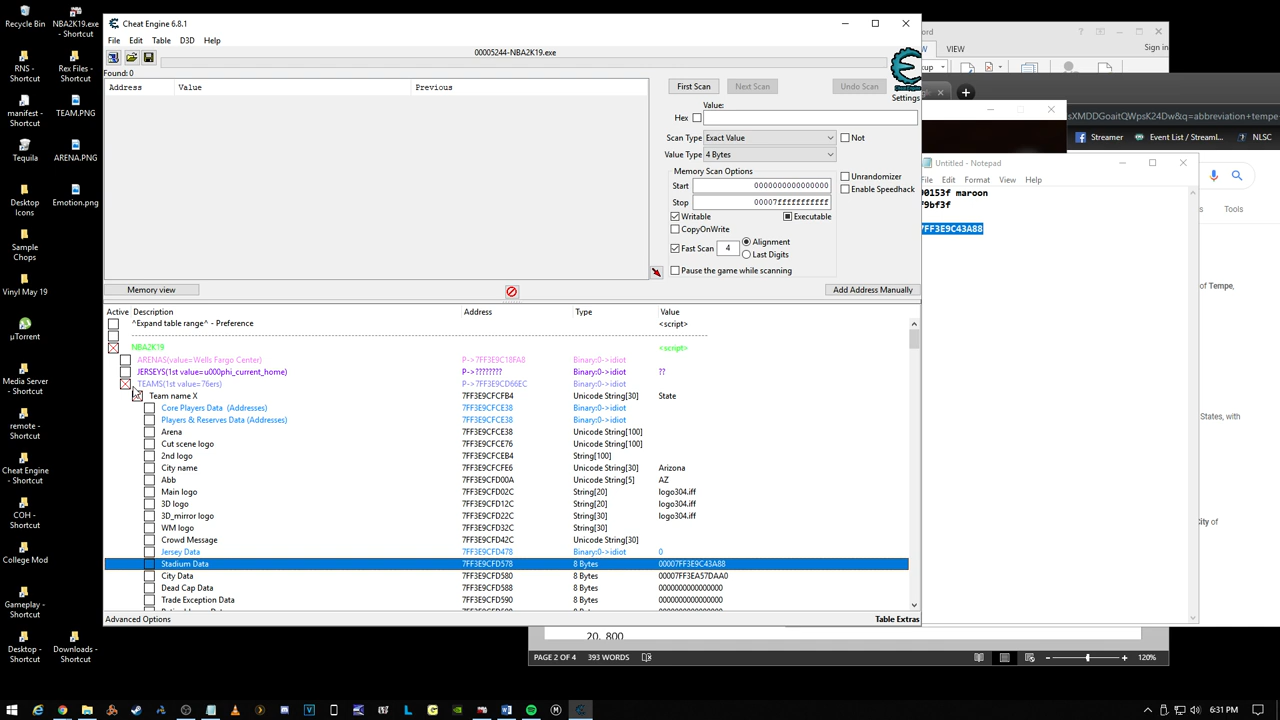 Recycle Bin
NBA2K19.exe - Shortcut
RNS - Shortcut
Rex Files - Shortcut
manifest - Shortcut
TEAM.PNG
Tequila
ARENA.PNG
Desktop Icons
Emotion.png
Sample Chops
Vinyl May 19
µTorrent
Media Server - Shortcut
remote - Shortcut
Cheat Engine - Shortcut
COH - Shortcut
College Mod
Gameplay - Shortcut
Desktop - Shortcut
Downloads - Shortcut
Cheat Engine 6.8.1
File Edit Table D3D Help
00005244-NBA2K19.exe
Found: 0
Address Value Previous
First Scan Next Scan Undo Scan
Settings
Value:
Hex
Scan Type Exact Value Not
Value Type 4 Bytes
Memory Scan Options
Start 0000000000000000
Stop 00007fffffffffff
Writable Executable
CopyOnWrite
Fast Scan 4 Alignment
Last Digits
Pause the game while scanning
Unrandomizer
Enable Speedhack
Memory view Add Address Manually
Active Description Address Type Value
^Expand table range^ - Preference <script>
NBA2K19 <script>
ARENAS(value=Wells Fargo Center) P->7FF3E9C18FA8 Binary:0->idiot
JERSEYS(1st value=u000phi_current_home) P->???????? Binary:0->idiot ??
TEAMS(1st value=76ers) P->7FF3E9CD66EC Binary:0->idiot
Team name X 7FF3E9CFCFB4 Unicode String[30] State
Core Players Data (Addresses) 7FF3E9CFCE38 Binary:0->idiot
Players & Reserves Data (Addresses) 7FF3E9CFCE38 Binary:0->idiot
Arena 7FF3E9CFCE38 Unicode String[100]
Cut scene logo 7FF3E9CFCE76 Unicode String[100]
2nd logo 7FF3E9CFCEB4 String[100]
City name 7FF3E9CFCFE6 Unicode String[30] Arizona
Abb 7FF3E9CFD00A Unicode String[5] AZ
Main logo 7FF3E9CFD02C String[20] logo304.iff
3D logo 7FF3E9CFD12C String[20] logo304.iff
3D_mirror logo 7FF3E9CFD22C String[20] logo304.iff
WM logo 7FF3E9CFD32C String[30]
Crowd Message 7FF3E9CFD42C Unicode String[30]
Jersey Data 7FF3E9CFD478 Binary:0->idiot 0
Stadium Data 7FF3E9CFD578 8 Bytes 00007FF3E9C43A88
City Data 7FF3E9CFD580 8 Bytes 00007FF3EA57DAA0
Dead Cap Data 7FF3E9CFD588 8 Bytes 0000000000000000
Trade Exception Data 7FF3E9CFD590 8 Bytes 0000000000000000
Advanced Options Table Extras
ord
VIEW Sign in
sXMDDGoaitQWpsK24Dw&q=abbreviation+tempe-
Streamer Event List / Streaml... NLSC
Untitled - Notepad
File Edit Format View Help
00153f maroon
f9bf3f
7FF3E9C43A88
s Tools
of Tempe,
States, with
City of
20. 800
PAGE 2 OF 4 393 WORDS 120%
6:31 PM